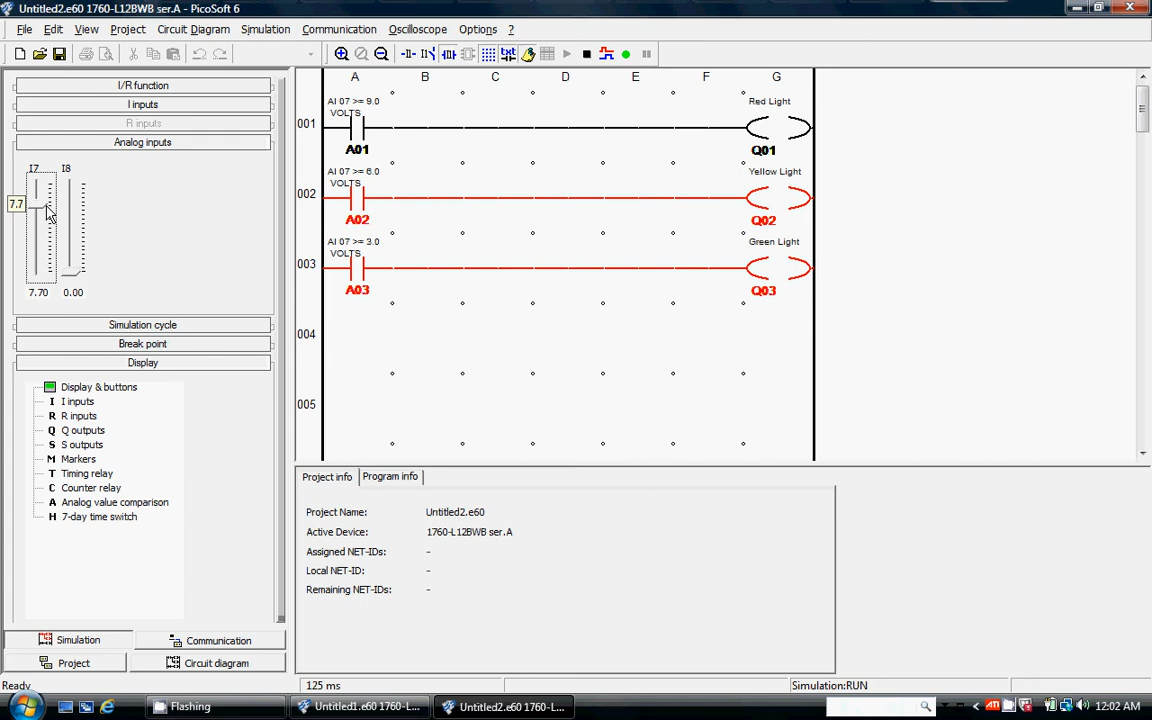 Untitled2.e60 1760-L12BWB ser.A - PicoSoft 6
File Edit View Project Circuit Diagram Simulation Communication Oscilloscope Options ?
I/R function
I inputs
R inputs
Analog inputs
I7 I8
7.7
7.70 0.00
Simulation cycle
Break point
Display
Display & buttons
I I inputs
R R inputs
Q Q outputs
S S outputs
M Markers
T Timing relay
C Counter relay
A Analog value comparison
H 7-day time switch
Simulation Communication
Project Circuit diagram
A B C D E F G
AI 07 >= 9.0
VOLTS
Red Light
001
A01 Q01
AI 07 >= 6.0
VOLTS
Yellow Light
002
A02 Q02
AI 07 >= 3.0
VOLTS
Green Light
003
A03 Q03
004
005
Project info Program info
Project Name: Untitled2.e60
Active Device: 1760-L12BWB ser.A
Assigned NET-IDs: -
Local NET-ID: -
Remaining NET-IDs: -
Ready 125 ms Simulation:RUN
Flashing Untitled1.e60 1760-L... Untitled2.e60 1760-L... ATI 12:02 AM